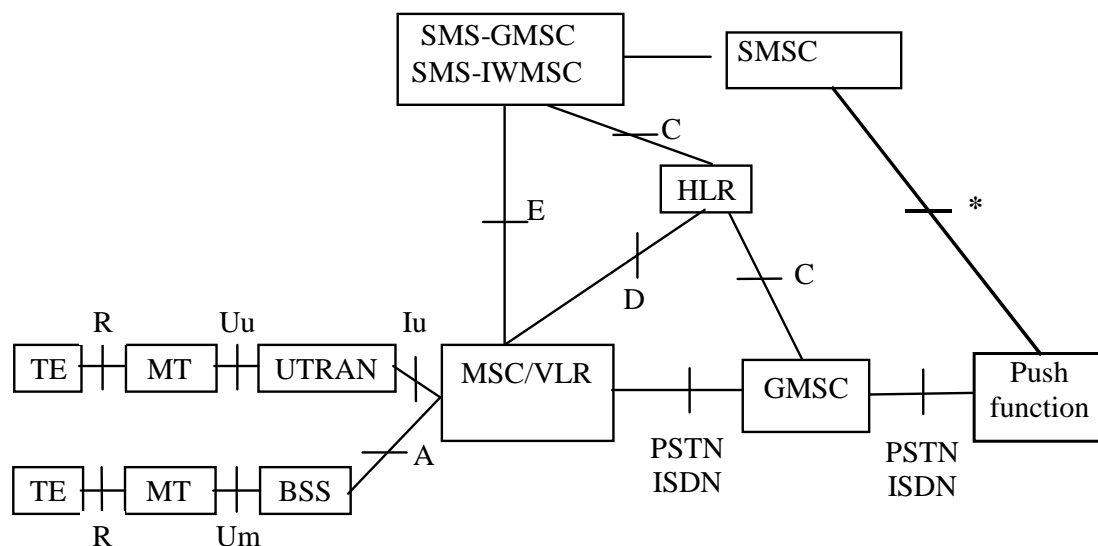 SMS-GMSC
SMS-IWMSC
SMSC
C
HLR
E
*
D
C
R
Uu
Iu
TE
MT
UTRAN
MSC/VLR
GMSC
Push
function
A
PSTN
ISDN
PSTN
ISDN
TE
MT
BSS
R
Um